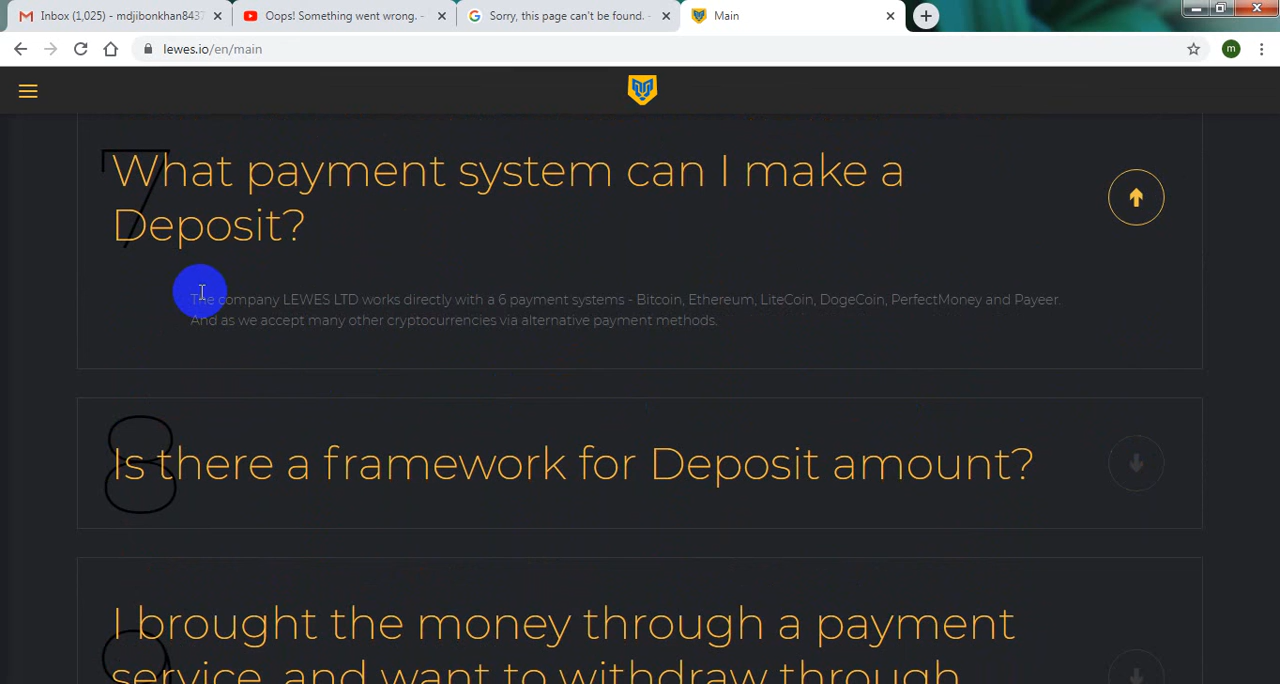 Inbox (1,025) - mdjibonkhan8437
Oops! Something went wrong. -
Sorry, this page can't be found. -
Main
lewes.io/en/main
m
7
What payment system can I make a
Deposit?
The company LEWES LTD works directly with a 6 payment systems - Bitcoin, Ethereum, LiteCoin, DogeCoin, PerfectMoney and Payeer.
And as we accept many other cryptocurrencies via alternative payment methods.
8
Is there a framework for Deposit amount?
I brought the money through a payment
service, and want to withdraw through